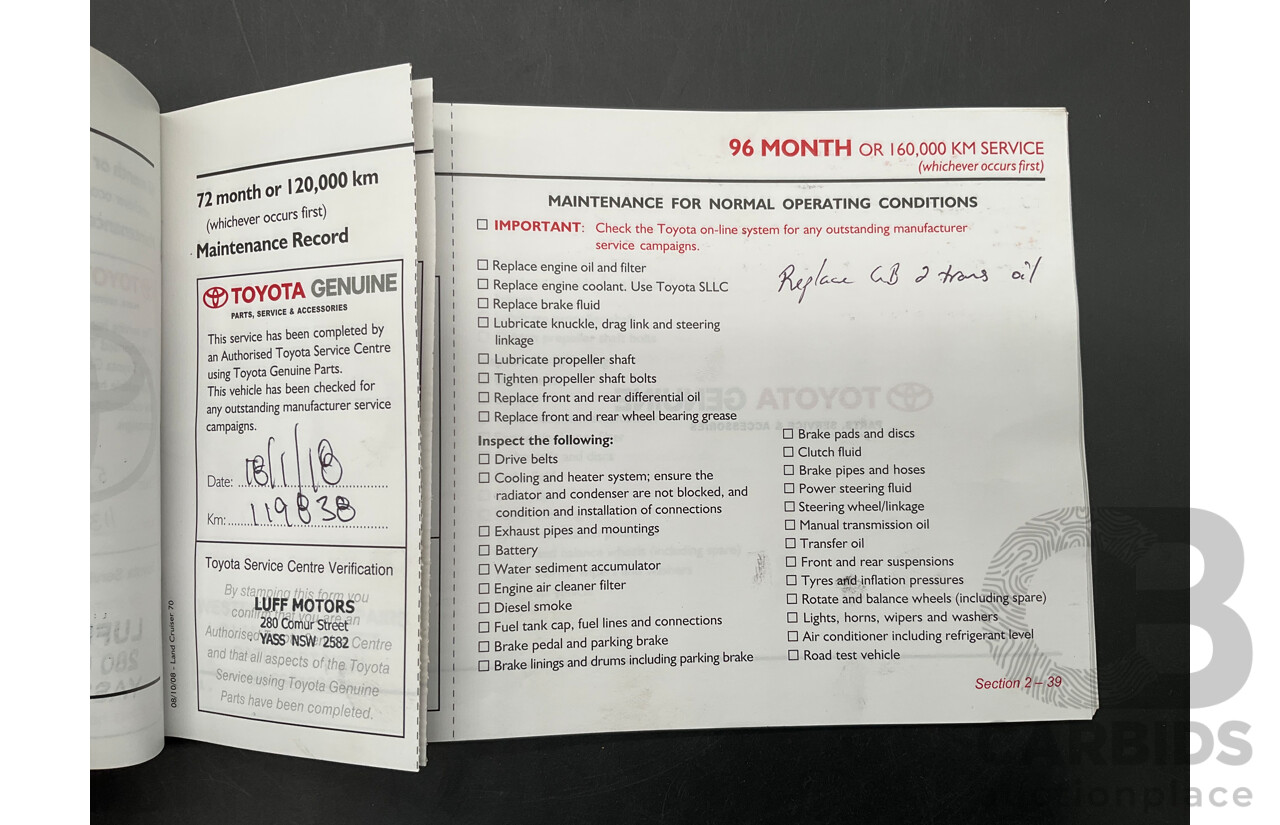 72 month or 120,000 km
(whichever occurs first)
Maintenance Record
TOYOTA GENUINE
PARTS, SERVICE & ACCESSORIES
This service has been completed by
an Authorised Toyota Service Centre
using Toyota Genuine Parts.
This vehicle has been checked for
any outstanding manufacturer service
campaigns.
Date: 18/1/18
Km: 119838
Toyota Service Centre Verification
By stamping this form you
confirm that you are an
Authorised Centre
and that all aspects of the Toyota
Service using Toyota Genuine
Parts have been completed.
LUFF MOTORS
280 Comur Street
YASS NSW 2582
08/10/08 - Land Cruiser 70
96 MONTH OR 160,000 KM SERVICE
(whichever occurs first)
MAINTENANCE FOR NORMAL OPERATING CONDITIONS
IMPORTANT: Check the Toyota on-line system for any outstanding manufacturer
service campaigns.
Replace engine oil and filter
Replace engine coolant. Use Toyota SLLC
Replace brake fluid
Lubricate knuckle, drag link and steering
linkage
Lubricate propeller shaft
Tighten propeller shaft bolts
Replace front and rear differential oil
Replace front and rear wheel bearing grease
Replace GB & trans oil
Inspect the following:
Drive belts
Cooling and heater system; ensure the
radiator and condenser are not blocked, and
condition and installation of connections
Exhaust pipes and mountings
Battery
Water sediment accumulator
Engine air cleaner filter
Diesel smoke
Fuel tank cap, fuel lines and connections
Brake pedal and parking brake
Brake linings and drums including parking brake
Brake pads and discs
Clutch fluid
Brake pipes and hoses
Power steering fluid
Steering wheel/linkage
Manual transmission oil
Transfer oil
Front and rear suspensions
Tyres and inflation pressures
Rotate and balance wheels (including spare)
Lights, horns, wipers and washers
Air conditioner including refrigerant level
Road test vehicle
Section 2 – 39
CARBIDS
auctionplace